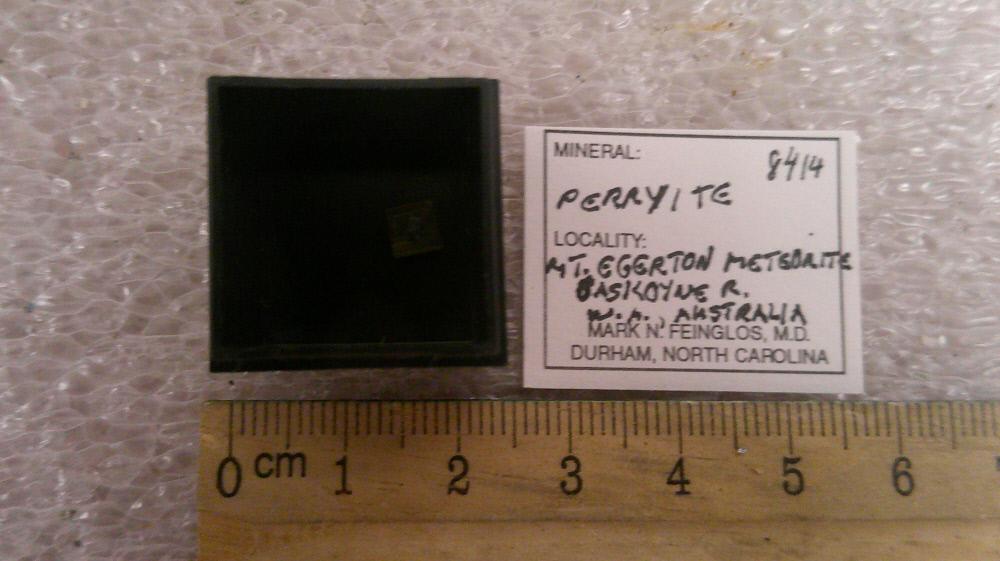 MINERAL: 8414
PERRYITE
LOCALITY:
MT. EGERTON METEORITE
GASKOYNE R.
W.A., AUSTRALIA
MARK N. FEINGLOS, M.D.
DURHAM, NORTH CAROLINA
0 cm 1 2 3 4 5 6